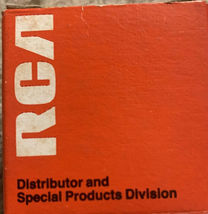 RCA
Distributor and
Special Products Division